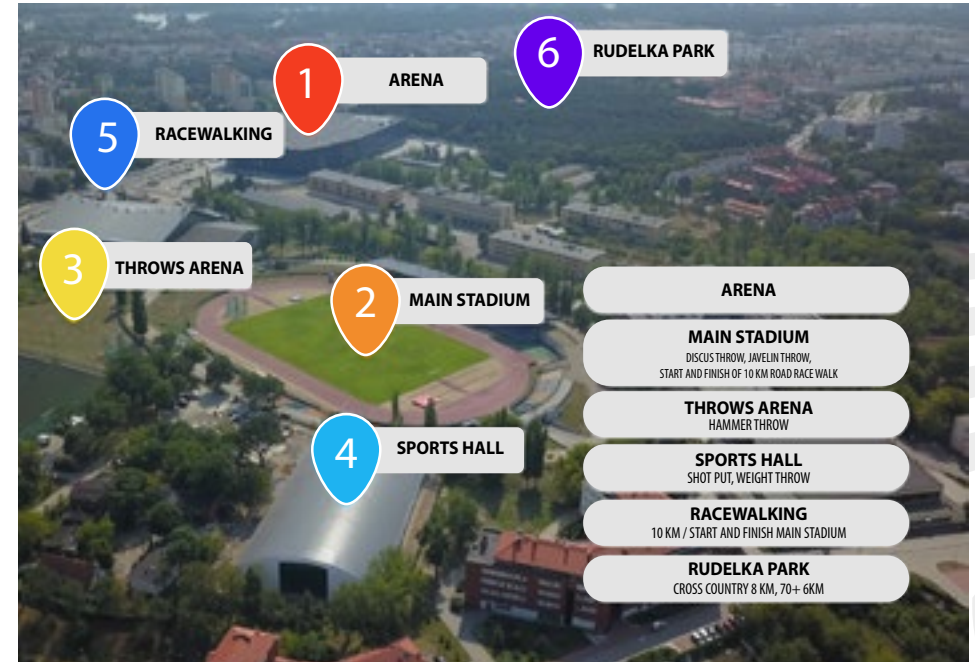 6
RUDELKA PARK
1
ARENA
5
RACEWALKING
3
THROWS ARENA
2
MAIN STADIUM
4
SPORTS HALL
ARENA
MAIN STADIUM
DISCUS THROW, JAVELIN THROW,
START AND FINISH OF 10 KM ROAD RACE WALK
THROWS ARENA
HAMMER THROW
SPORTS HALL
SHOT PUT, WEIGHT THROW
RACEWALKING
10 KM / START AND FINISH MAIN STADIUM
RUDELKA PARK
CROSS COUNTRY 8 KM, 70+ 6KM